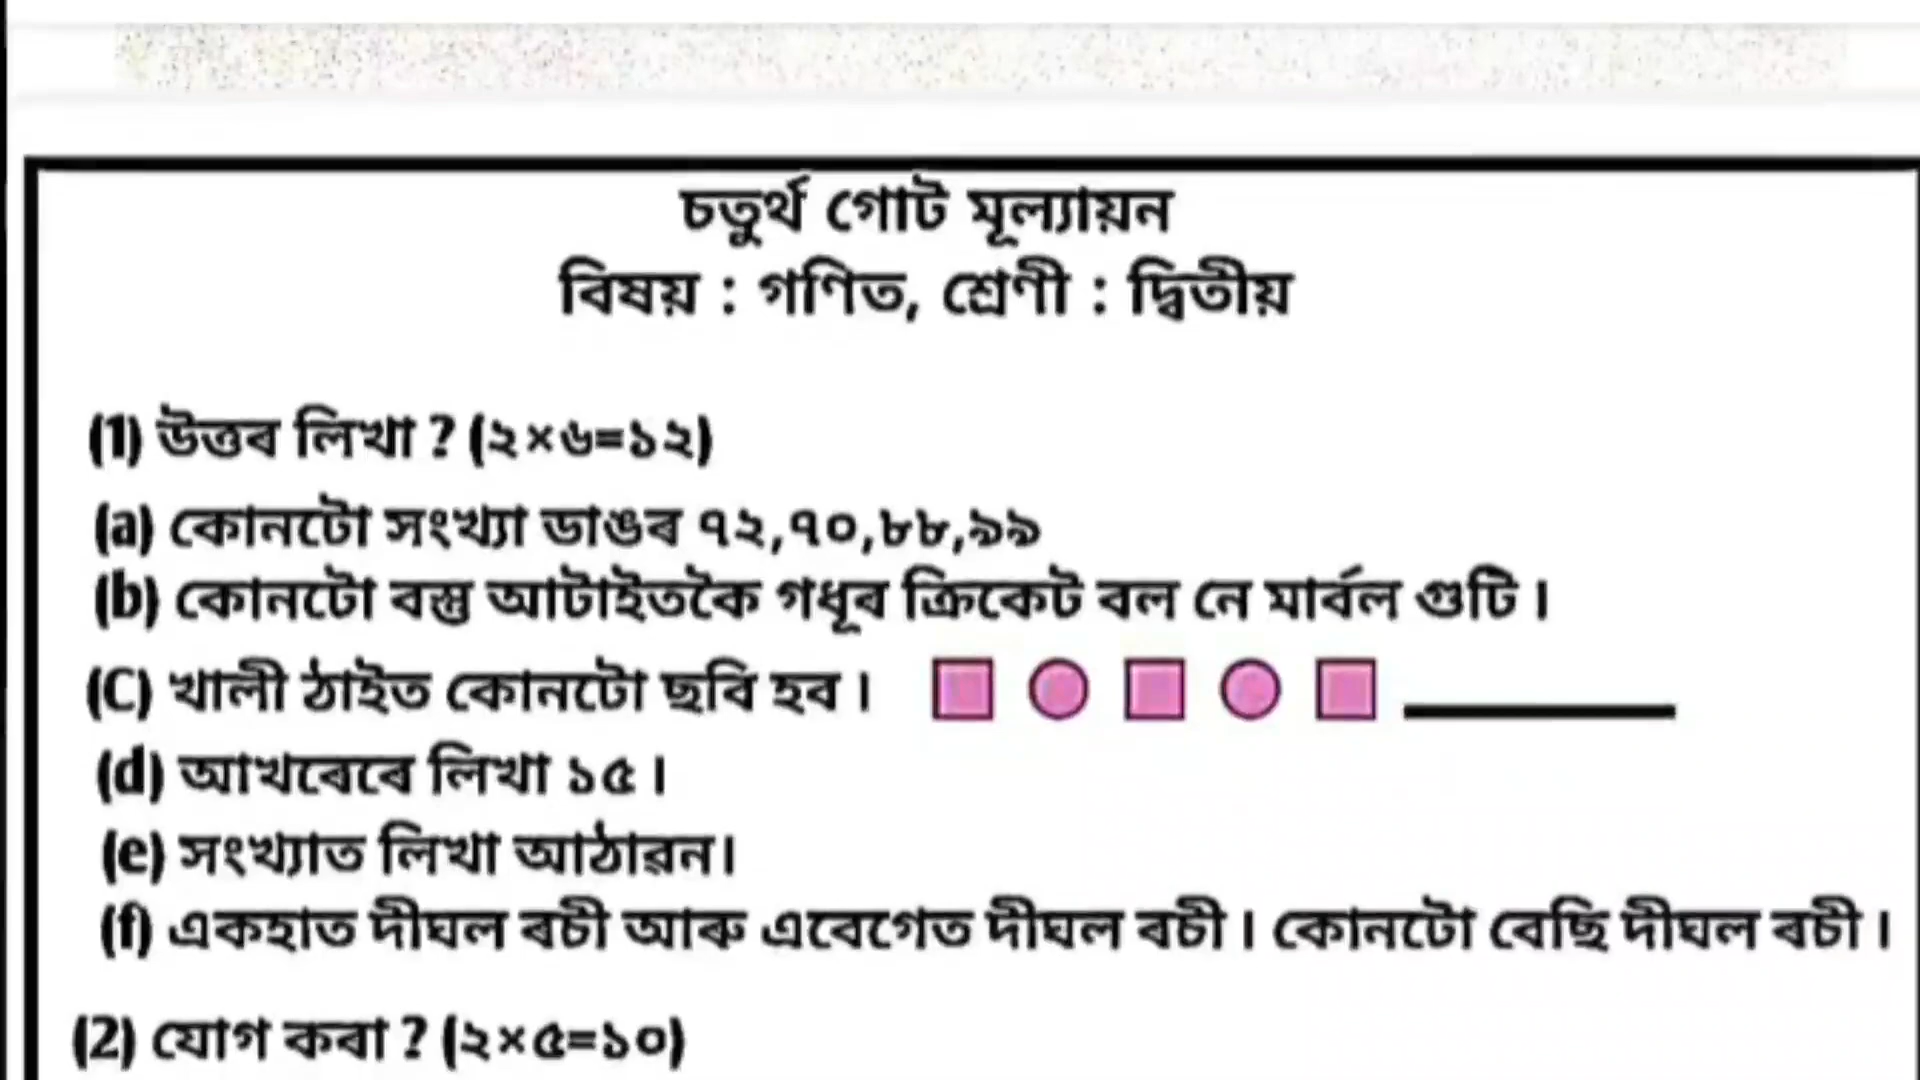 চতুৰ্থ গোট মূল্যায়ন
বিষয় : গণিত, শ্ৰেণী : দ্বিতীয়
(1) উত্তৰ লিখা ? (২×৬=১২)
(a) কোনটো সংখ্যা ডাঙৰ ৭২,৭০,৮৮,৯৯
(b) কোনটো বস্তু আটাইতকৈ গধূৰ ক্ৰিকেট বল নে মাৰ্বল গুটি।
(C) খালী ঠাইত কোনটো ছবি হব।
(d) আখৰেৰে লিখা ১৫।
(e) সংখ্যাত লিখা আঠাৱন।
(f) একহাত দীঘল ৰচী আৰু এবেগেত দীঘল ৰচী। কোনটো বেছি দীঘল ৰচী।
(2) যোগ কৰা ? (২×৫=১০)